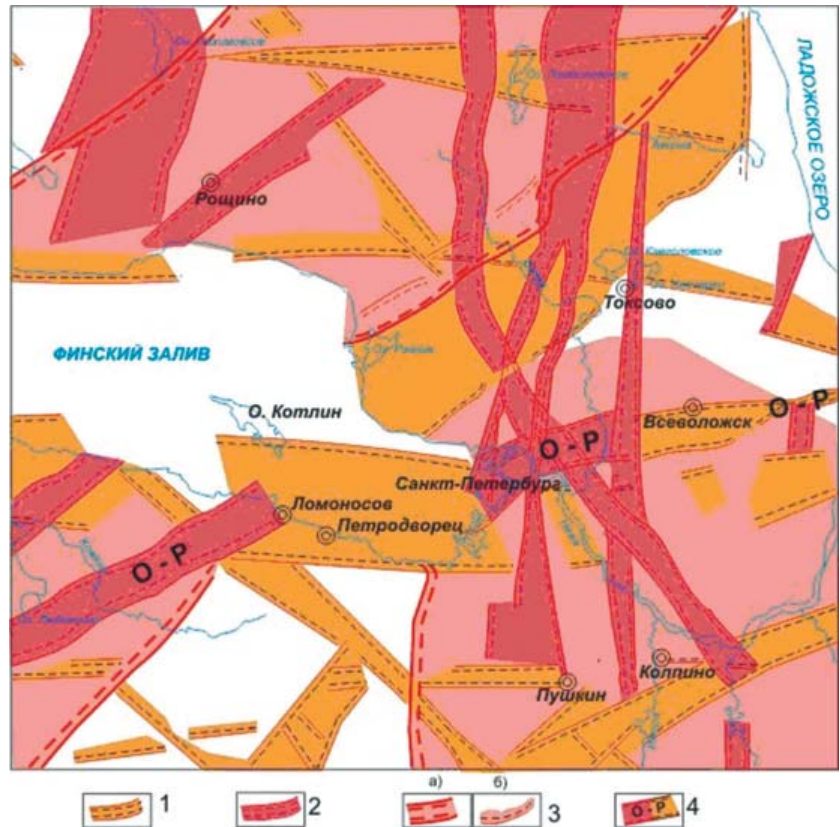 ЛАДОЖСКОЕ ОЗЕРО
Рощино
Токсово
ФИНСКИЙ ЗАЛИВ
О. Котлин
Всеволожск
О - Р
О - Р
Санкт-Петербург
Ломоносов
Петродворец
О - Р
Колпино
Пушкин
а) б)
1 2 3 О-Р 4